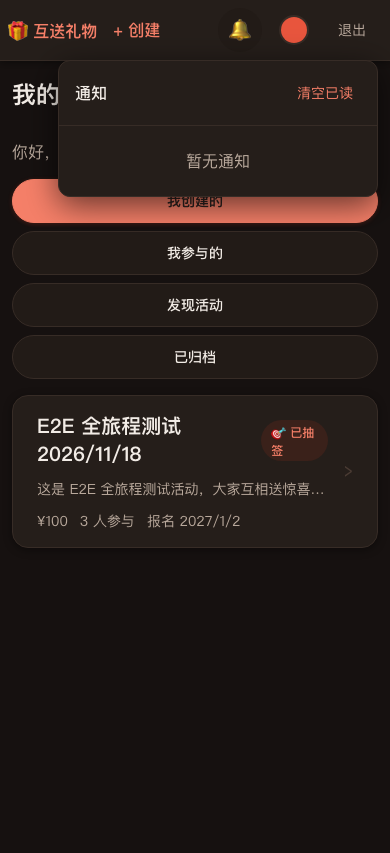 🎁 互送礼物 + 创建 🔔 退出
我的
通知 清空已读
你好,
暂无通知
我创建的
我参与的
发现活动
已归档
E2E 全旅程测试
2026/11/18
🎯 已抽
签
这是 E2E 全旅程测试活动，大家互相送惊喜…
¥100 3 人参与 报名 2027/1/2